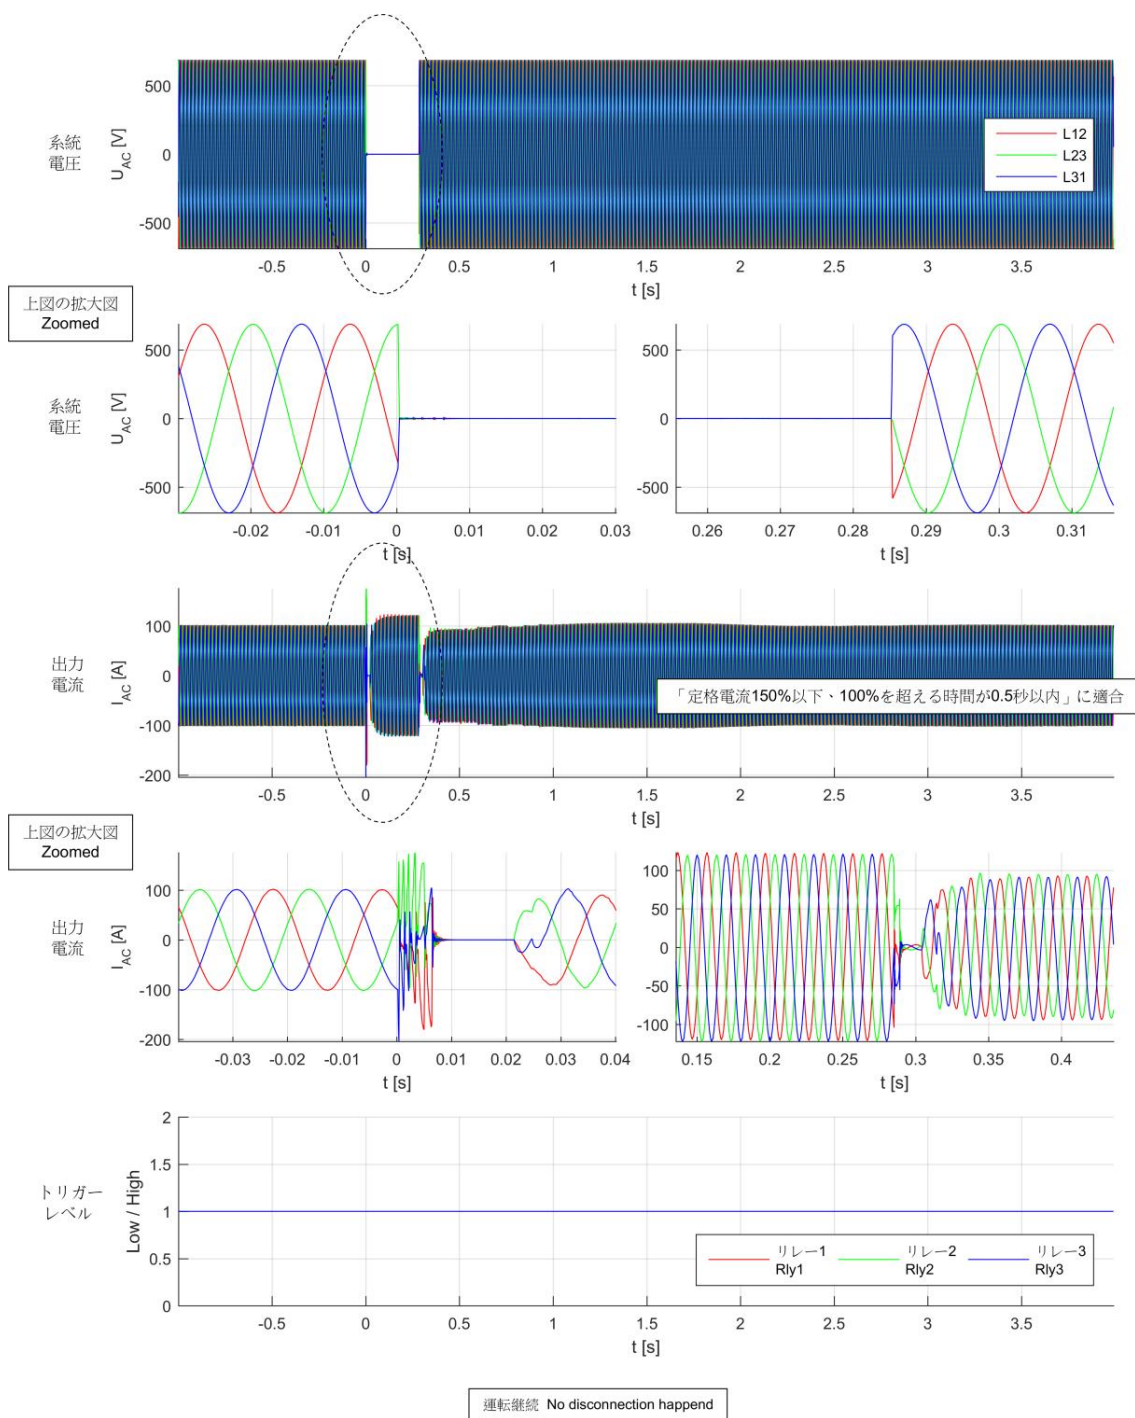 500
0
-500
系統
電圧
U_AC [V]
L12
L23
L31
-0.5 0 0.5 1 1.5 2 2.5 3 3.5
t [s]
上図の拡大図
Zoomed
500
0
-500
系統
電圧
U_AC [V]
-0.02 -0.01 0 0.01 0.02 0.03
t [s]
500
0
-500
0.26 0.27 0.28 0.29 0.3 0.31
t [s]
100
0
-100
-200
出力
電流
I_AC [A]
「定格電流150%以下、100%を超える時間が0.5秒以内」に適合
-0.5 0 0.5 1 1.5 2 2.5 3 3.5
t [s]
上図の拡大図
Zoomed
100
0
-100
-200
出力
電流
I_AC [A]
-0.03 -0.02 -0.01 0 0.01 0.02 0.03 0.04
t [s]
100
50
0
-50
-100
0.15 0.2 0.25 0.3 0.35 0.4
t [s]
2
1.5
1
0.5
0
トリガー
レベル
Low / High
リレー1 リレー2 リレー3
Rly1 Rly2 Rly3
-0.5 0 0.5 1 1.5 2 2.5 3 3.5
t [s]
運転継続 No disconnection happend